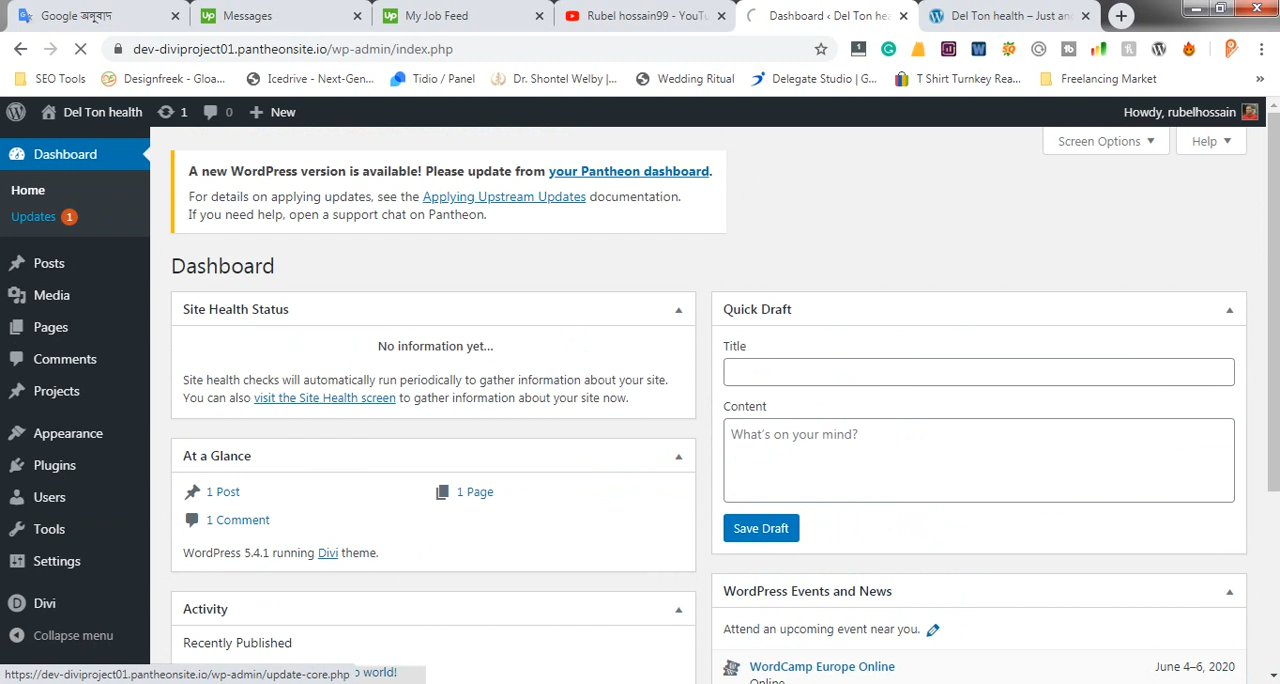 Google অনুবাদ
Messages
My Job Feed
Rubel hossain99 - YouTu
Dashboard ‹ Del Ton hea
Del Ton health – Just an
dev-diviproject01.pantheonsite.io/wp-admin/index.php
SEO Tools
Designfreek - Gloa...
Icedrive - Next-Gen...
Tidio / Panel
Dr. Shontel Welby |...
Wedding Ritual
Delegate Studio | G...
T Shirt Turnkey Rea...
Freelancing Market
»
Del Ton health
1
0
New
Howdy, rubelhossain
Screen Options
Help
Dashboard
Home
Updates 1
Posts
Media
Pages
Comments
Projects
Appearance
Plugins
Users
Tools
Settings
Divi
Collapse menu
A new WordPress version is available! Please update from your Pantheon dashboard.
For details on applying updates, see the Applying Upstream Updates documentation.
If you need help, open a support chat on Pantheon.
Dashboard
Site Health Status
No information yet...
Site health checks will automatically run periodically to gather information about your site.
You can also visit the Site Health screen to gather information about your site now.
At a Glance
1 Post
1 Page
1 Comment
WordPress 5.4.1 running Divi theme.
Activity
Recently Published
world!
Quick Draft
Title
Content
What's on your mind?
Save Draft
WordPress Events and News
Attend an upcoming event near you.
WordCamp Europe Online
June 4–6, 2020
Online
https://dev-diviproject01.pantheonsite.io/wp-admin/update-core.php